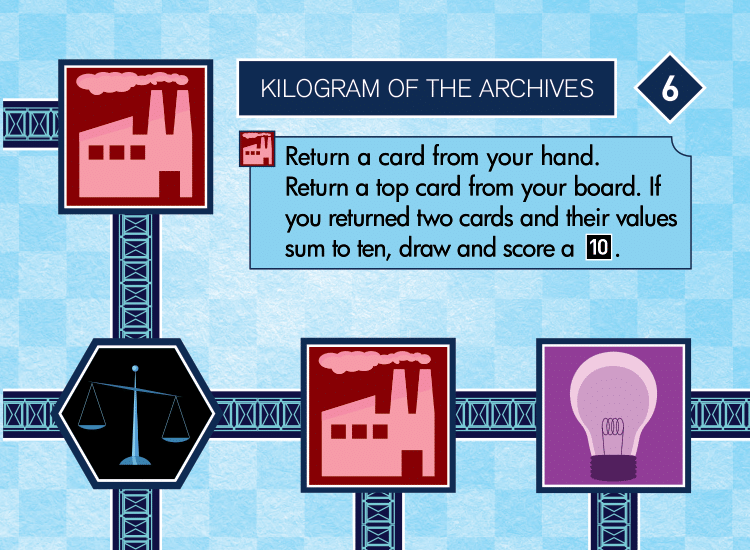 KILOGRAM OF THE ARCHIVES
6
Return a card from your hand.
Return a top card from your board. If
you returned two cards and their values
sum to ten, draw and score a 10.